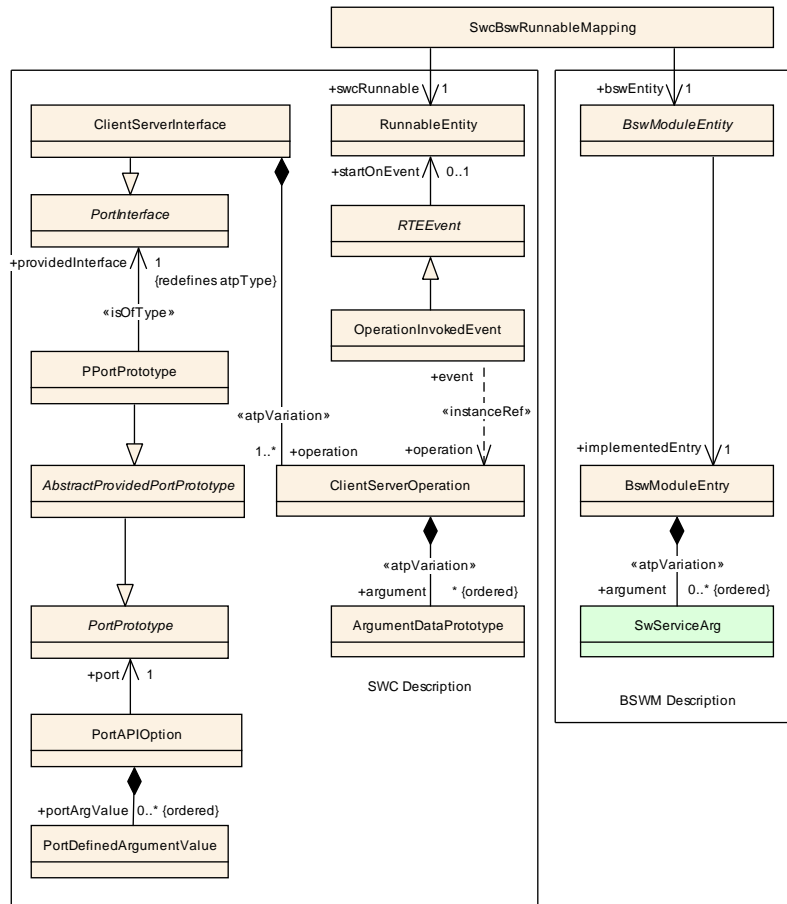 SwcBswRunnableMapping
+swcRunnable 1
+bswEntity 1
ClientServerInterface
RunnableEntity
BswModuleEntity
+startOnEvent 0..1
PortInterface
RTEEvent
+providedInterface 1
{redefines atpType}
«isOfType»
OperationInvokedEvent
PPortPrototype
+event
«atpVariation»
«instanceRef»
1..* +operation
+operation
+implementedEntry 1
AbstractProvidedPortPrototype
ClientServerOperation
BswModuleEntry
«atpVariation»
«atpVariation»
+argument * {ordered}
+argument 0..* {ordered}
PortPrototype
ArgumentDataPrototype
SwServiceArg
+port 1
SWC Description
BSWM Description
PortAPIOption
+portArgValue 0..* {ordered}
PortDefinedArgumentValue